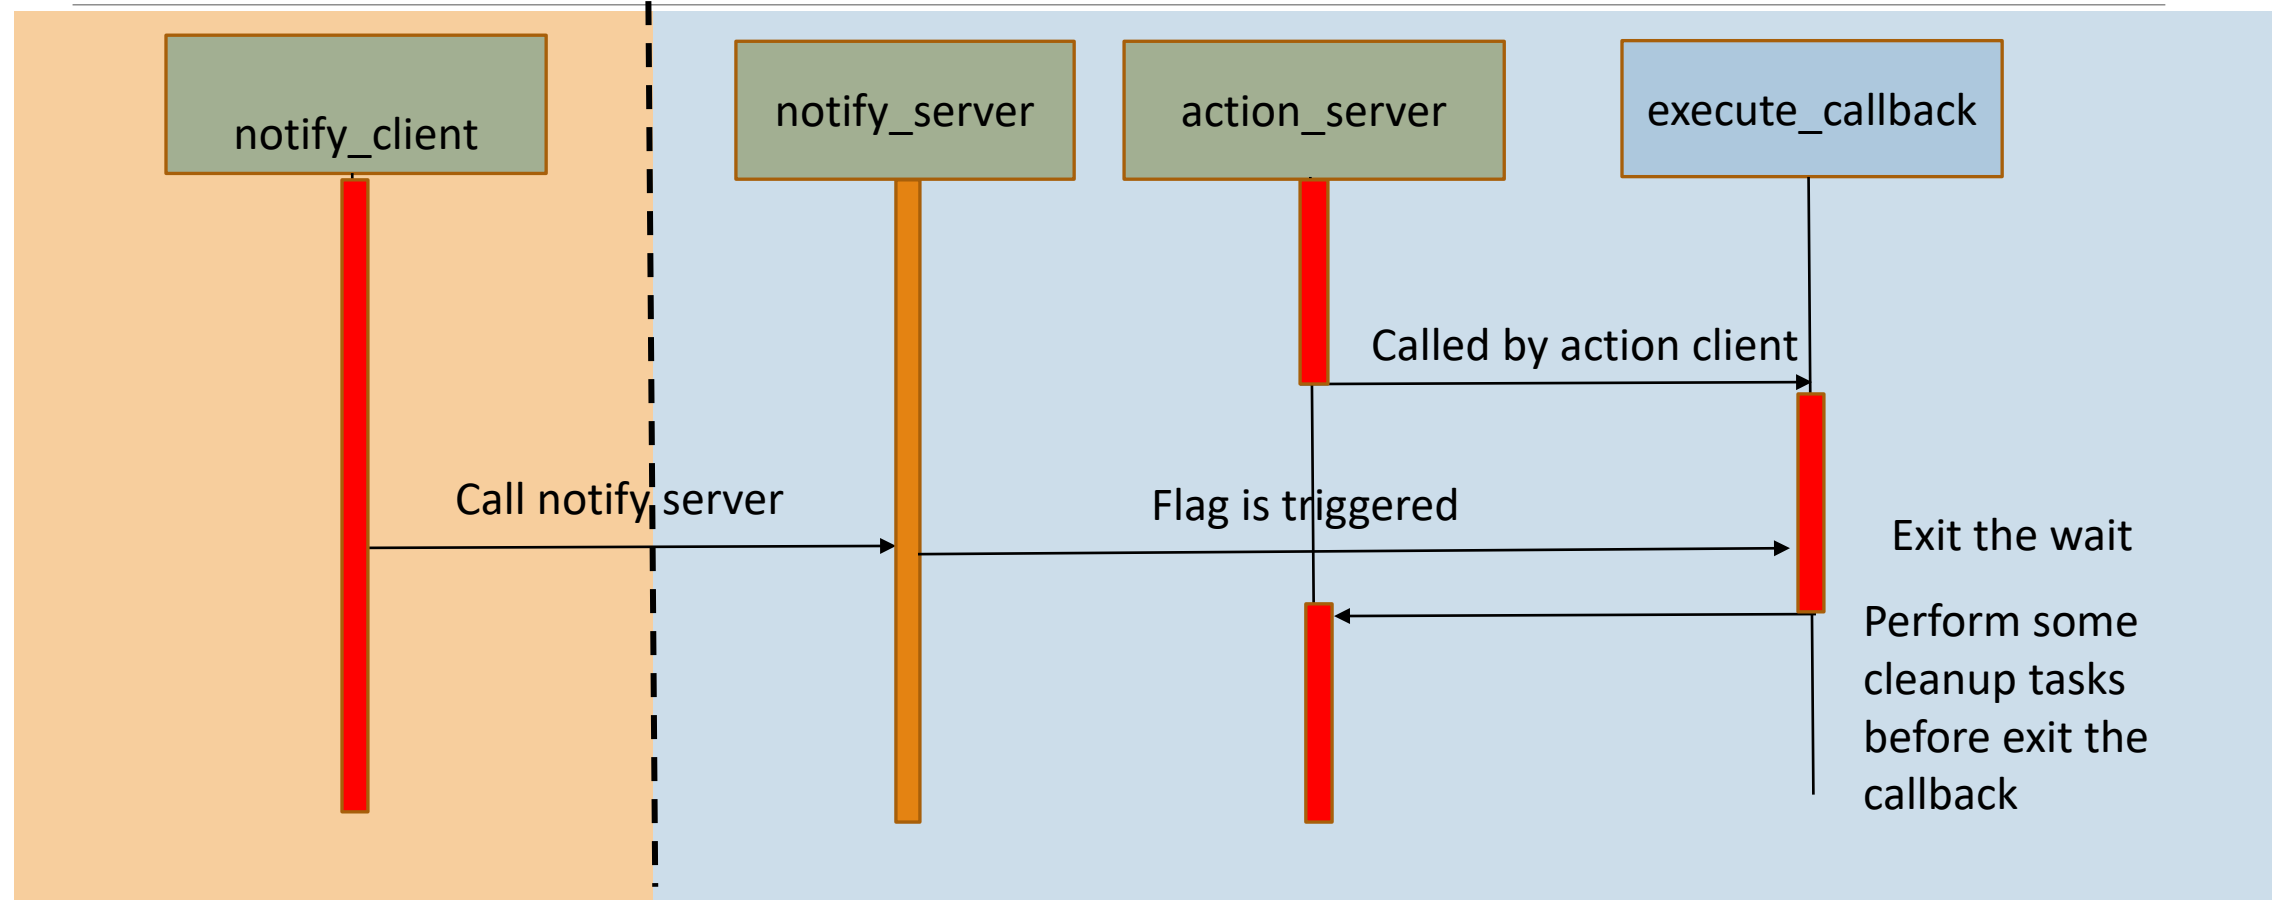 notify_client
notify_server
action_server
execute_callback
Called by action client
Call notify server
Flag is triggered
Exit the wait
Perform some
cleanup tasks
before exit the
callback